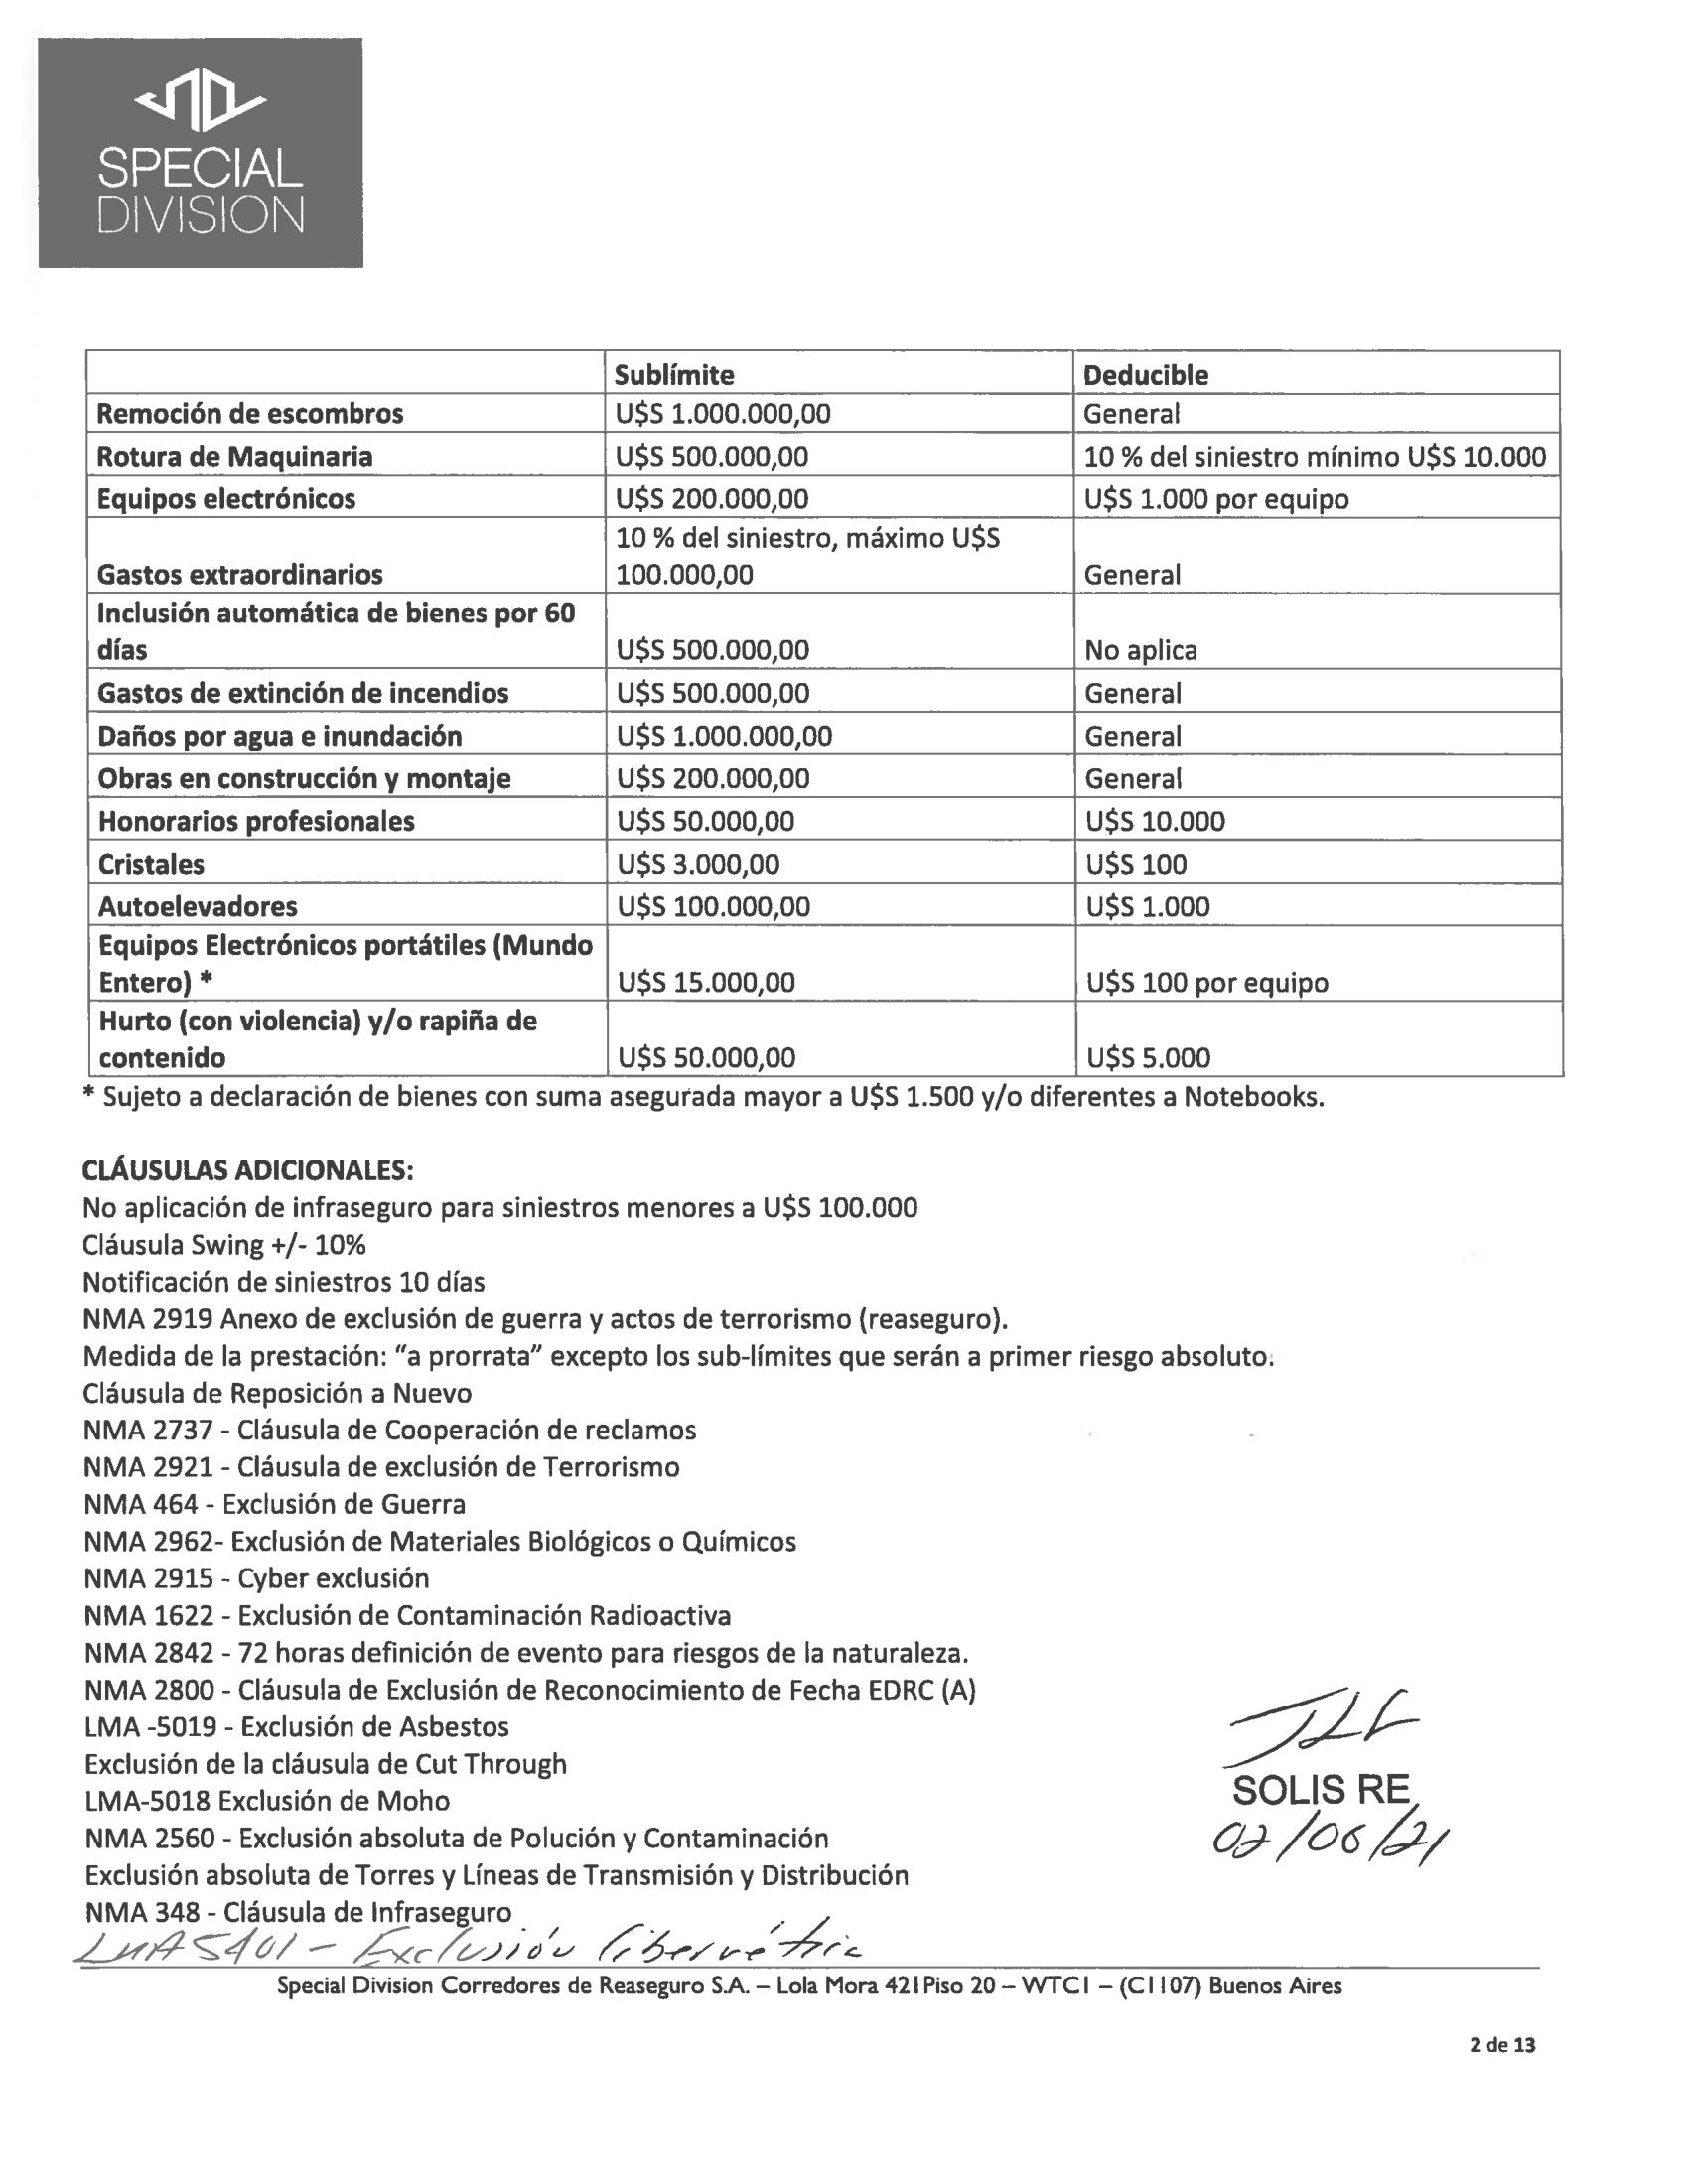 SPECIAL
DIVISION
Sublímite Deducible
Remoción de escombros U$S 1.000.000,00 General
Rotura de Maquinaria U$S 500.000,00 10 % del siniestro mínimo U$S 10.000
Equipos electrónicos U$S 200.000,00 U$S 1.000 por equipo
10 % del siniestro, máximo U$S
Gastos extraordinarios 100.000,00 General
Inclusión automática de bienes por 60
días U$S 500.000,00 No aplica
Gastos de extinción de incendios U$S 500.000,00 General
Daños por agua e inundación U$S 1.000.000,00 General
Obras en construcción y montaje U$S 200.000,00 General
Honorarios profesionales U$S 50.000,00 U$S 10.000
Cristales U$S 3.000,00 U$S 100
Autoelevadores U$S 100.000,00 U$S 1.000
Equipos Electrónicos portátiles (Mundo
Entero) * U$S 15.000,00 U$S 100 por equipo
Hurto (con violencia) y/o rapiña de
contenido U$S 50.000,00 U$S 5.000
* Sujeto a declaración de bienes con suma asegurada mayor a U$S 1.500 y/o diferentes a Notebooks.
CLÁUSULAS ADICIONALES:
No aplicación de infraseguro para siniestros menores a U$S 100.000
Cláusula Swing +/- 10%
Notificación de siniestros 10 días
NMA 2919 Anexo de exclusión de guerra y actos de terrorismo (reaseguro).
Medida de la prestación: “a prorrata” excepto los sub-límites que serán a primer riesgo absoluto.
Cláusula de Reposición a Nuevo
NMA 2737 - Cláusula de Cooperación de reclamos
NMA 2921 - Cláusula de exclusión de Terrorismo
NMA 464 - Exclusión de Guerra
NMA 2962- Exclusión de Materiales Biológicos o Químicos
NMA 2915 - Cyber exclusión
NMA 1622 - Exclusión de Contaminación Radioactiva
NMA 2842 - 72 horas definición de evento para riesgos de la naturaleza.
NMA 2800 - Cláusula de Exclusión de Reconocimiento de Fecha EDRC (A)
LMA -5019 - Exclusión de Asbestos
Exclusión de la cláusula de Cut Through
LMA-5018 Exclusión de Moho
NMA 2560 - Exclusión absoluta de Polución y Contaminación
Exclusión absoluta de Torres y Líneas de Transmisión y Distribución
NMA 348 - Cláusula de Infraseguro
SOLIS RE
02/06/21
LMA 5401 - Exclusión Cibernétric
Special Division Corredores de Reaseguro S.A. – Lola Mora 421 Piso 20 – WTC1 – (C1107) Buenos Aires
2 de 13